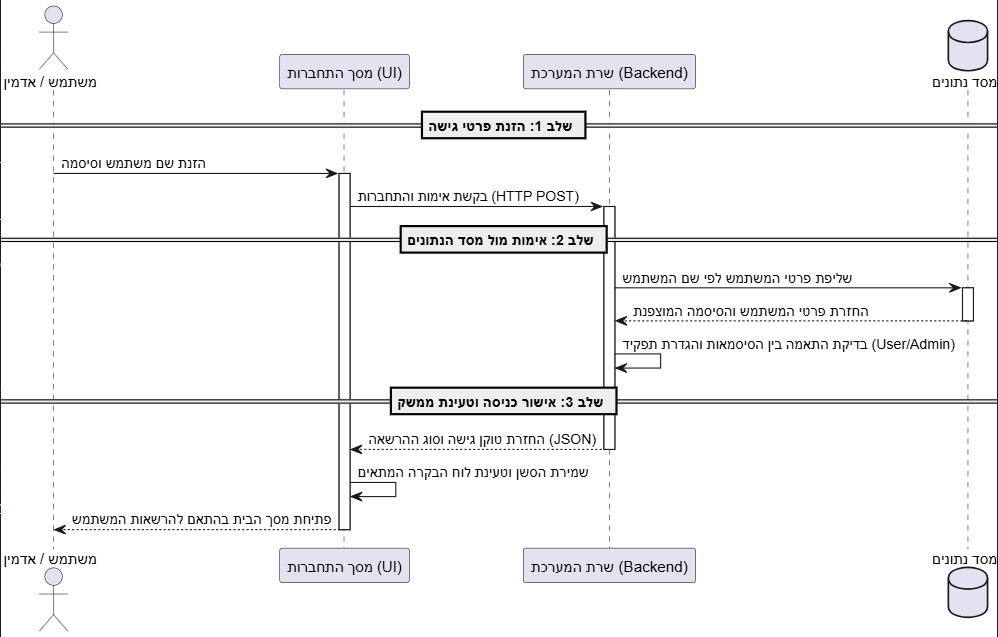 משתמש / אדמין
מסך התחברות (UI)
שרת המערכת (Backend)
מסד נתונים
שלב 1: הזנת פרטי גישה
הזנת שם משתמש וסיסמה
בקשת אימות והתחברות (HTTP POST)
שלב 2: אימות מול מסד הנתונים
שליפת פרטי המשתמש לפי שם המשתמש
החזרת פרטי המשתמש והסיסמה המוצפנת
בדיקת התאמה בין הסיסמאות והגדרת תפקיד (User/Admin)
שלב 3: אישור כניסה וטעינת ממשק
החזרת טוקן גישה וסוג ההרשאה (JSON)
שמירת הסשן וטעינת לוח הבקרה המתאים
פתיחת מסך הבית בהתאם להרשאות המשתמש
משתמש / אדמין
מסך התחברות (UI)
שרת המערכת (Backend)
מסד נתונים